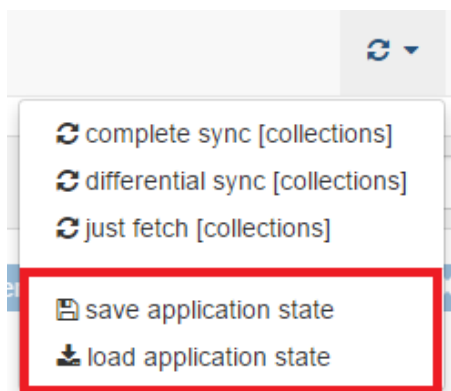 complete sync [collections]
differential sync [collections]
just fetch [collections]
save application state
load application state